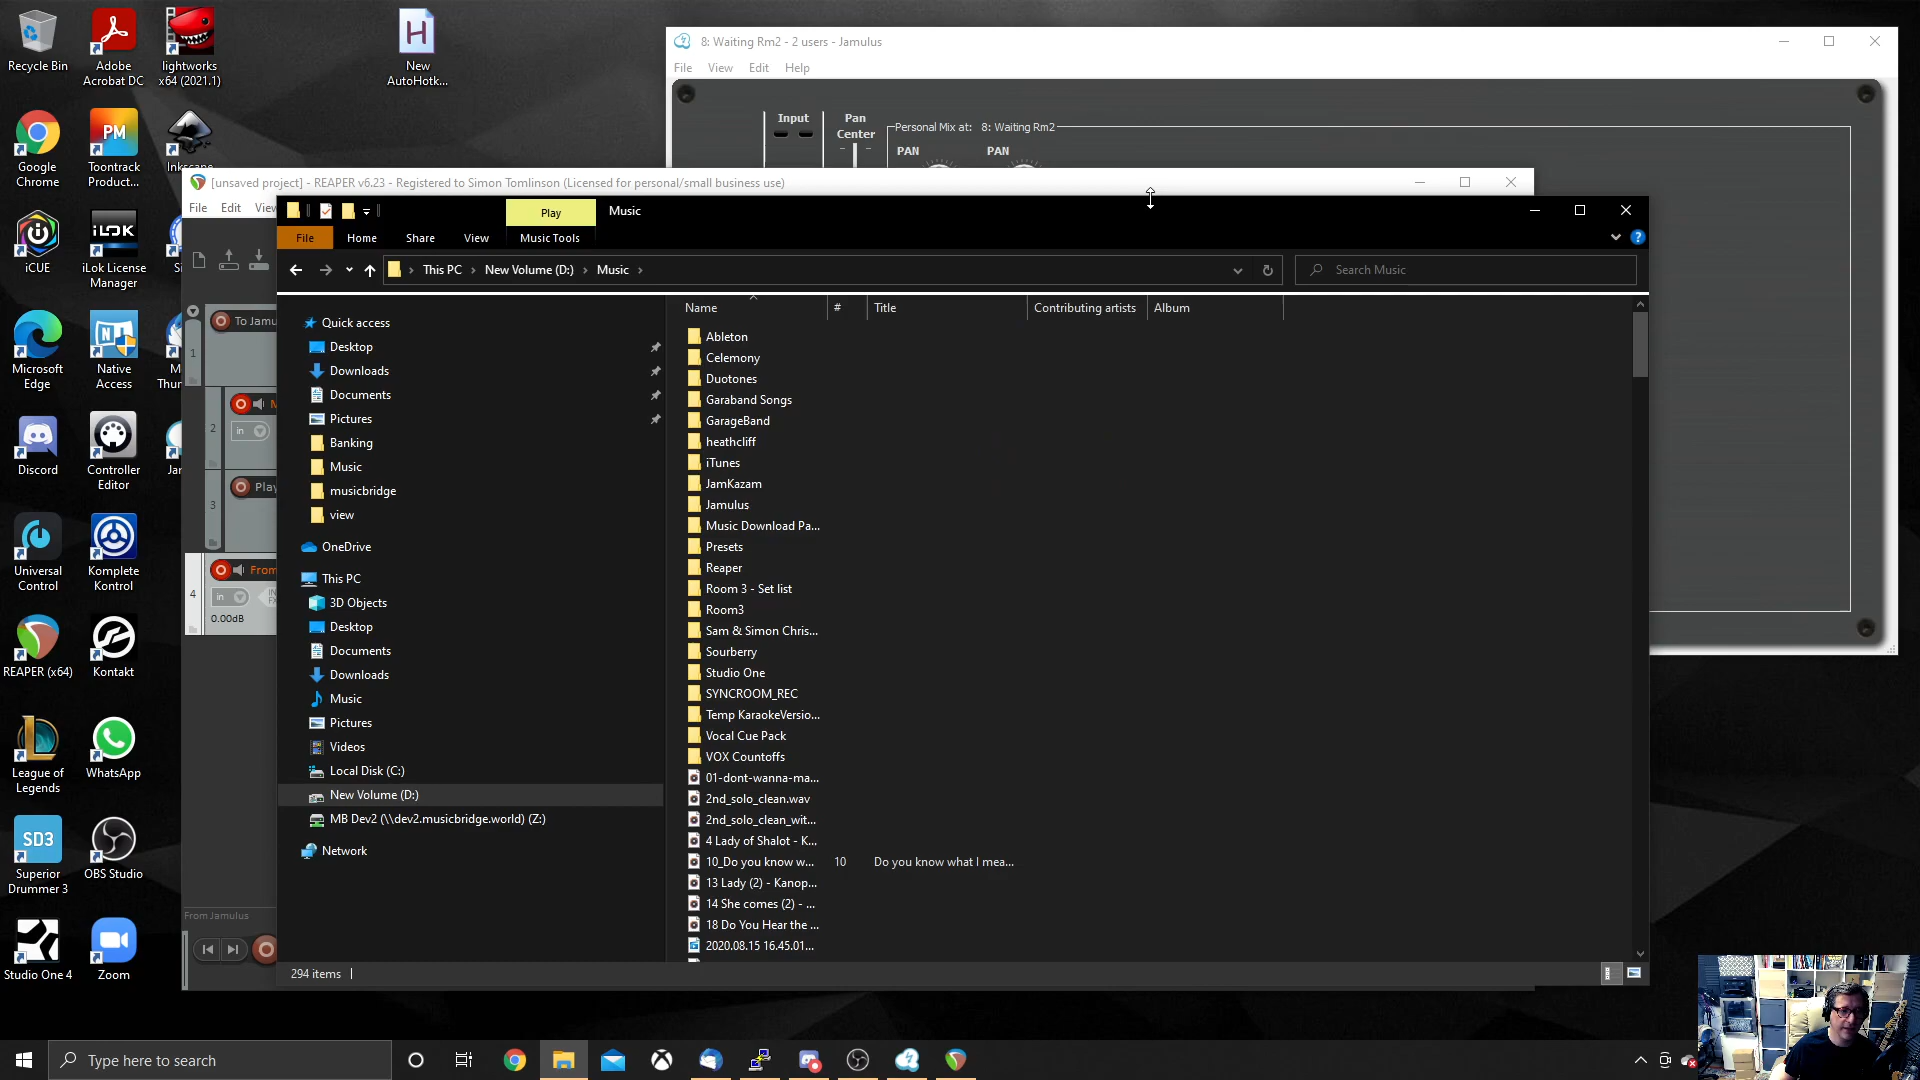 Recycle Bin
Adobe
Acrobat DC
lightworks
x64 (2021.1)
New
AutoHotk...
Google
Chrome
Toontrack
Product...
Inkscape
iCUE
iLok License
Manager
Microsoft
Edge
Native
Access
Discord
Controller
Editor
Universal
Control
Komplete
Kontrol
REAPER (x64)
Kontakt
League of
Legends
WhatsApp
Superior
Drummer 3
OBS Studio
Studio One 4
Zoom
8: Waiting Rm2 - 2 users - Jamulus
File View Edit Help
Input
Pan
Center
Personal Mix at: 8: Waiting Rm2
PAN PAN
[unsaved project] - REAPER v6.23 - Registered to Simon Tomlinson (Licensed for personal/small business use)
File Edit View
1
To Jamu
2
in
3
Play
4
From
in
0.00dB
From Jamulus
Play
Music
File Home Share View Music Tools
This PC > New Volume (D:) > Music >
Search Music
Quick access
Desktop
Downloads
Documents
Pictures
Banking
Music
musicbridge
view
OneDrive
This PC
3D Objects
Desktop
Documents
Downloads
Music
Pictures
Videos
Local Disk (C:)
New Volume (D:)
MB Dev2 (\\dev2.musicbridge.world) (Z:)
Network
Name # Title Contributing artists Album
Ableton
Celemony
Duotones
Garaband Songs
GarageBand
heathcliff
iTunes
JamKazam
Jamulus
Music Download Pa...
Presets
Reaper
Room 3 - Set list
Room3
Sam & Simon Chris...
Sourberry
Studio One
SYNCROOM_REC
Temp KaraokeVersio...
Vocal Cue Pack
VOX Countoffs
01-dont-wanna-ma...
2nd_solo_clean.wav
2nd_solo_clean_wit...
4 Lady of Shalot - K...
10_Do you know w... 10 Do you know what I mea...
13 Lady (2) - Kanop...
14 She comes (2) - ...
18 Do You Hear the ...
2020.08.15 16.45.01...
294 items
Type here to search